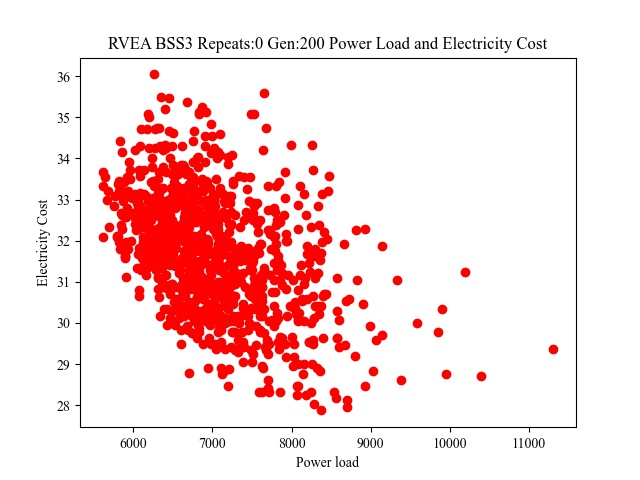 RVEA BSS3 Repeats:0 Gen:200 Power Load and Electricity Cost
36
35
34
33
32
31
30
29
28
Electricity Cost
6000 7000 8000 9000 10000 11000
Power load